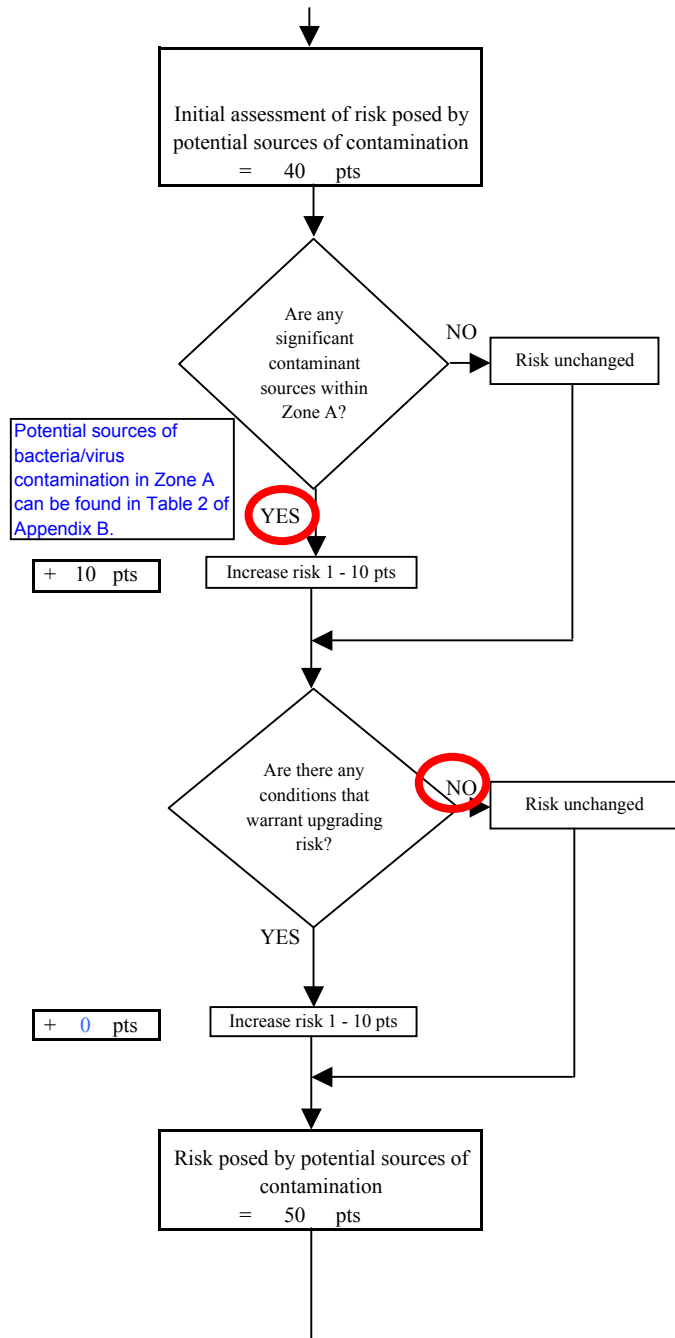 Initial assessment of risk posed by
potential sources of contamination
= 40 pts
Are any
significant
contaminant
sources within
Zone A?
NO
Risk unchanged
Potential sources of
bacteria/virus
contamination in Zone A
can be found in Table 2 of
Appendix B.
YES
+ 10 pts
Increase risk 1 - 10 pts
Are there any
conditions that
warrant upgrading
risk?
NO
Risk unchanged
YES
+ 0 pts
Increase risk 1 - 10 pts
Risk posed by potential sources of
contamination
= 50 pts